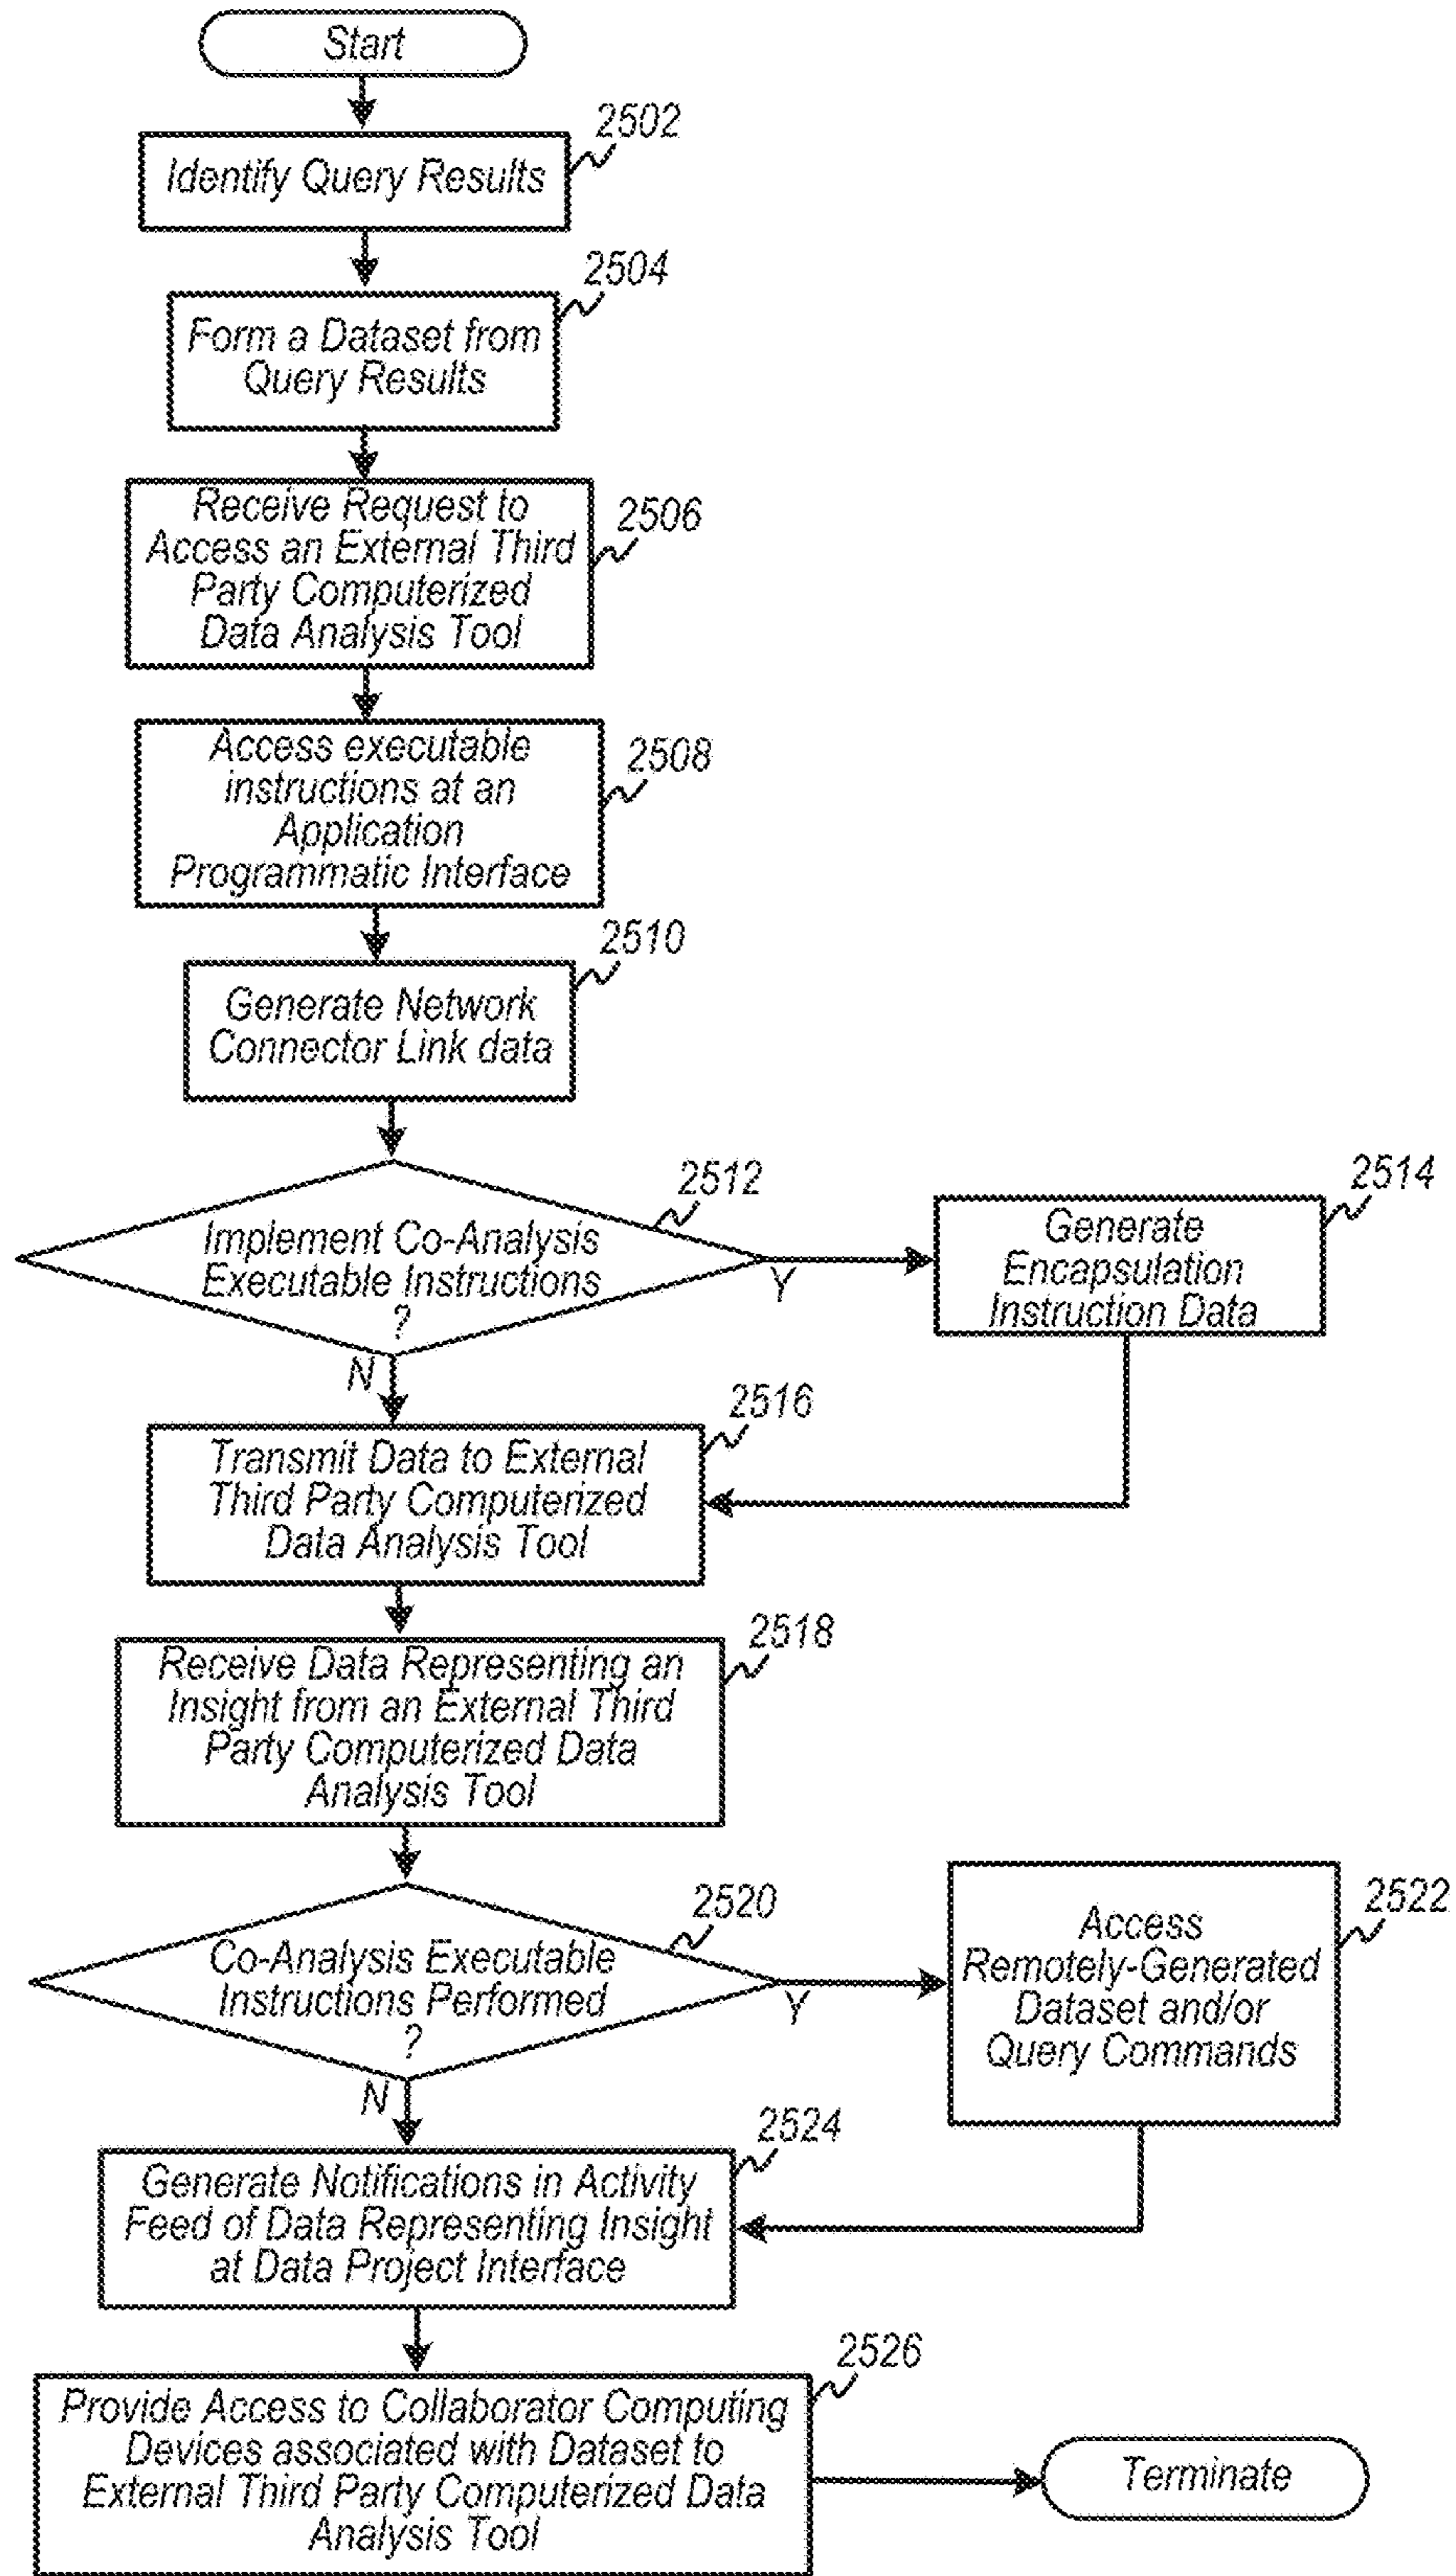 Start
2502
Identify Query Results
2504
Form a Dataset from
Query Results
2506
Receive Request to
Access an External Third
Party Computerized
Data Analysis Tool
2508
Access executable
instructions at an
Application
Programmatic Interface
2510
Generate Network
Connector Link data
2512
Implement Co-Analysis
Executable Instructions
?
Y
N
2514
Generate
Encapsulation
Instruction Data
2516
Transmit Data to External
Third Party Computerized
Data Analysis Tool
2518
Receive Data Representing an
Insight from an External Third
Party Computerized Data
Analysis Tool
2520
Co-Analysis Executable
Instructions Performed
?
Y
N
2522
Access
Remotely-Generated
Dataset and/or
Query Commands
2524
Generate Notifications in Activity
Feed of Data Representing Insight
at Data Project Interface
2526
Provide Access to Collaborator Computing
Devices associated with Dataset to
External Third Party Computerized Data
Analysis Tool
Terminate